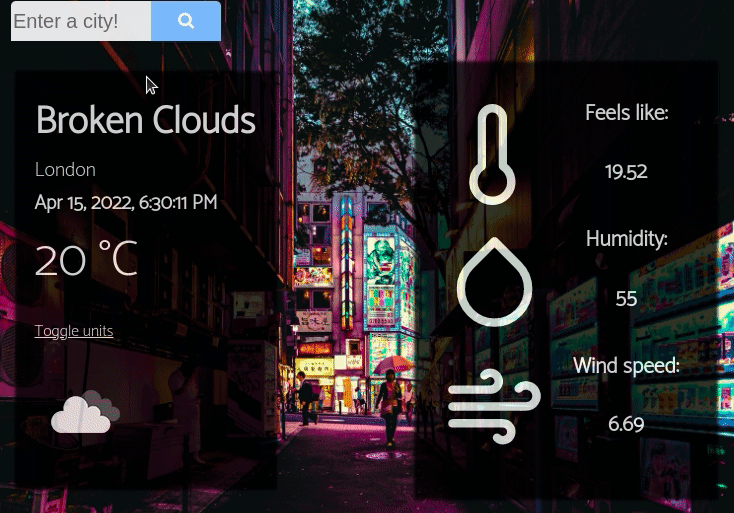 Enter a city!
Broken Clouds
London
Apr 15, 2022, 6:30:11 PM
20 °C
Toggle units
Feels like:
19.52
Humidity:
55
Wind speed:
6.69